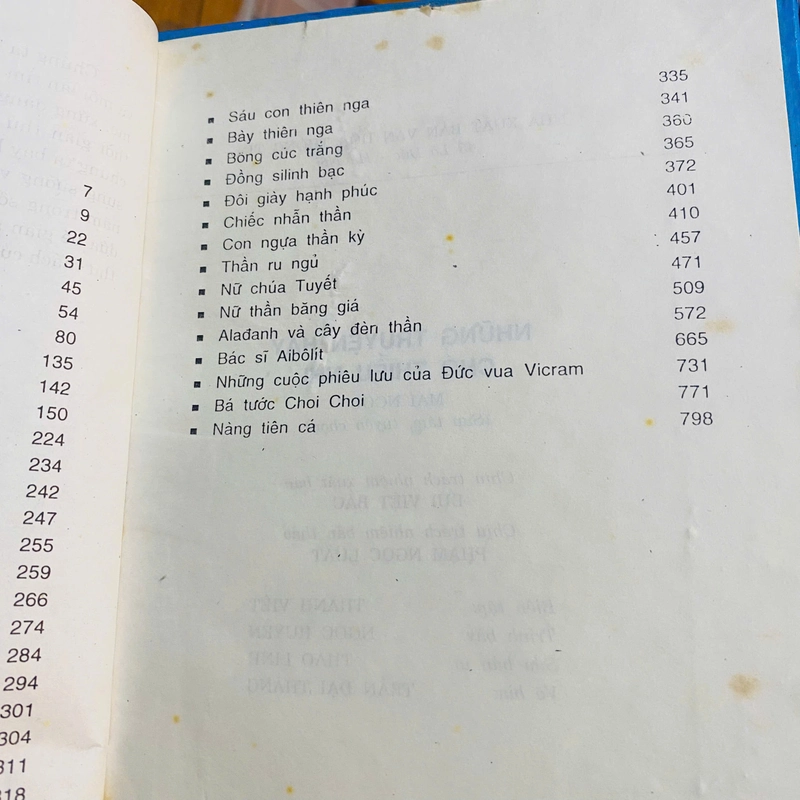 7
9
22
31
45
54
80
135
142
150
224
234
242
247
255
259
266
274
284
294
301
304
311
318
▪ Sáu con thiên nga 335
▪ Bày thiên nga 341
▪ Bông cúc trắng 360
▪ Đồng silinh bạc 365
▪ Đôi giày hạnh phúc 372
▪ Chiếc nhẫn thần 401
▪ Con ngựa thần kỳ 410
▪ Thần ru ngủ 457
▪ Nữ chúa Tuyết 471
▪ Nữ thần băng giá 509
▪ Alađanh và cây đèn thần 572
▪ Bác sĩ Aibôlít 665
▪ Những cuộc phiêu lưu của Đức vua Vicram 731
▪ Bá tước Choi Choi 771
▪ Nàng tiên cá 798